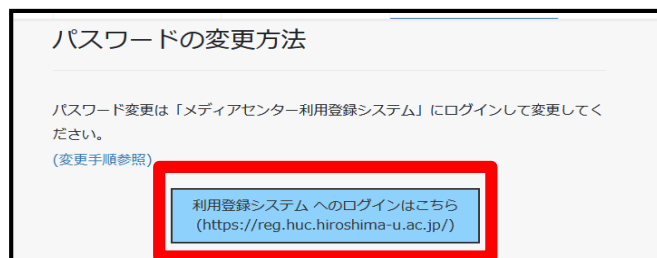 パスワードの変更方法
パスワード変更は「メディアセンター利用登録システム」にログインして変更してく
ださい。
(変更手順参照)
利用登録システム へのログインはこちら
(https://reg.huc.hiroshima-u.ac.jp/)